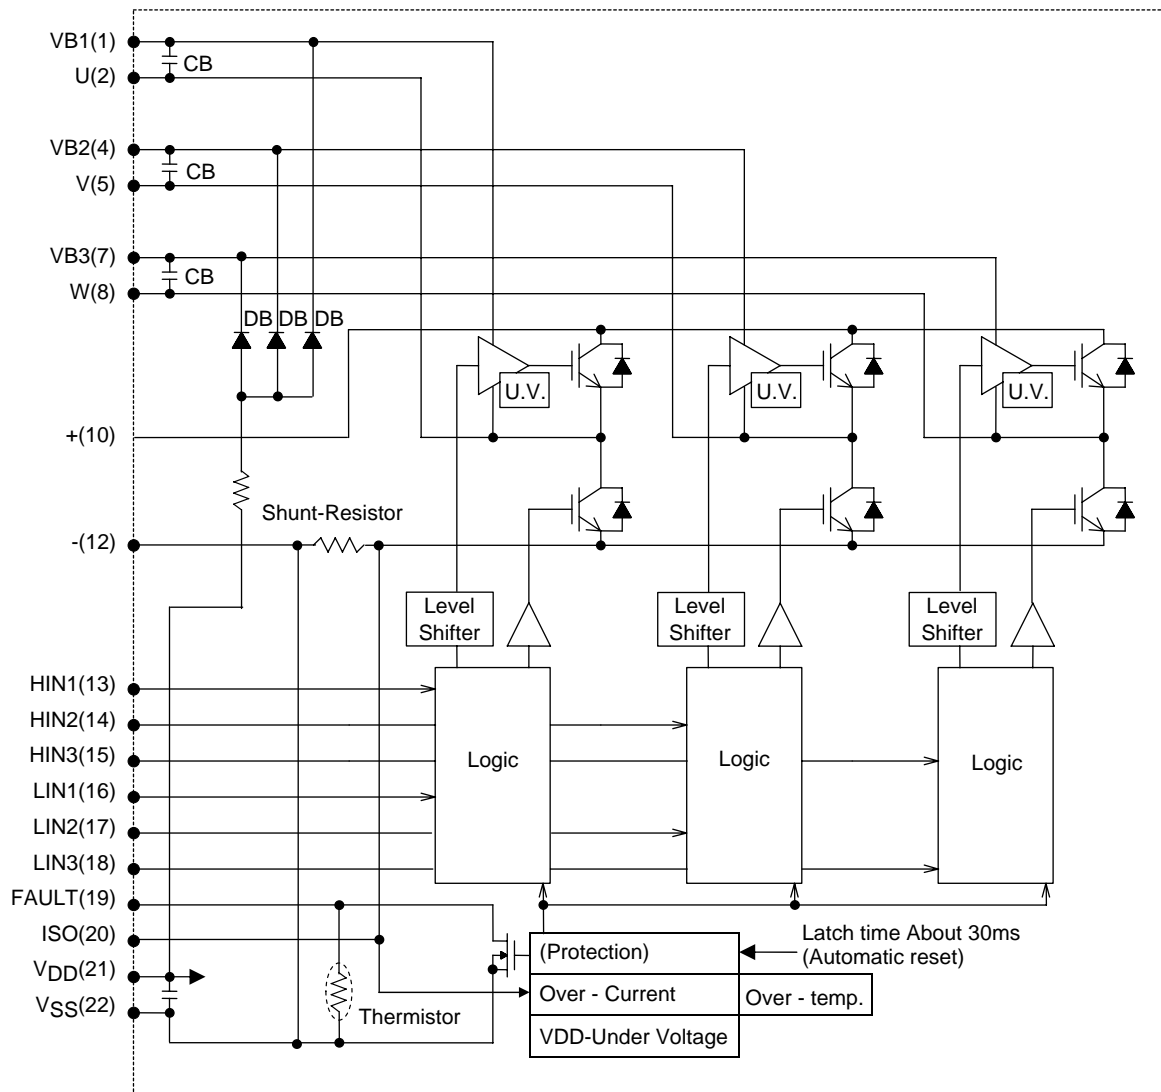 VB1(1)
CB
U(2)
VB2(4)
CB
V(5)
VB3(7)
CB
W(8)
DB DB DB
U.V.
U.V.
U.V.
+(10)
Shunt-Resistor
-(12)
Level
Shifter
Level
Shifter
Level
Shifter
HIN1(13)
HIN2(14)
HIN3(15)
Logic
Logic
Logic
LIN1(16)
LIN2(17)
LIN3(18)
FAULT(19)
ISO(20)
VDD(21)
VSS(22)
Thermistor
(Protection)
Latch time About 30ms
(Automatic reset)
Over - Current
Over - temp.
VDD-Under Voltage